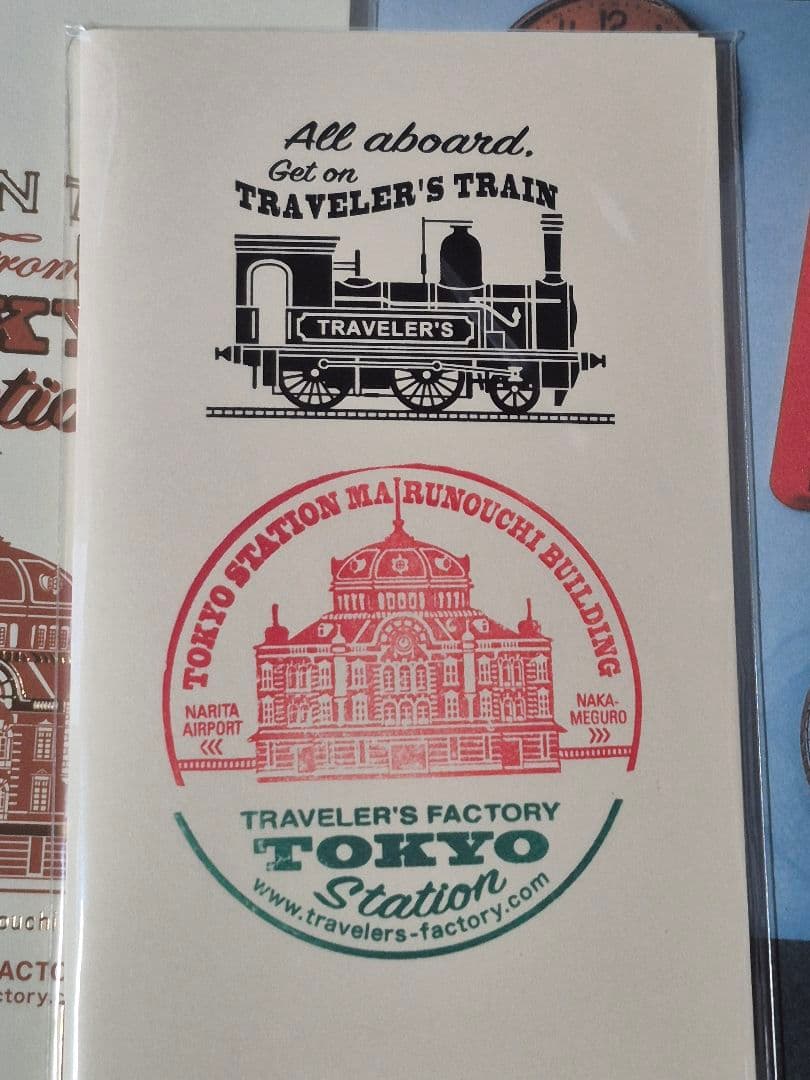 All aboard.
Get on
TRAVELER'S TRAIN
TRAVELER'S
TOKYO STATION MARUNOUCHI BUILDING
NARITA
AIRPORT
<<<
NAKA-
MEGURO
>>>
TRAVELER'S FACTORY
TOKYO
Station
www.travelers-factory.com
12